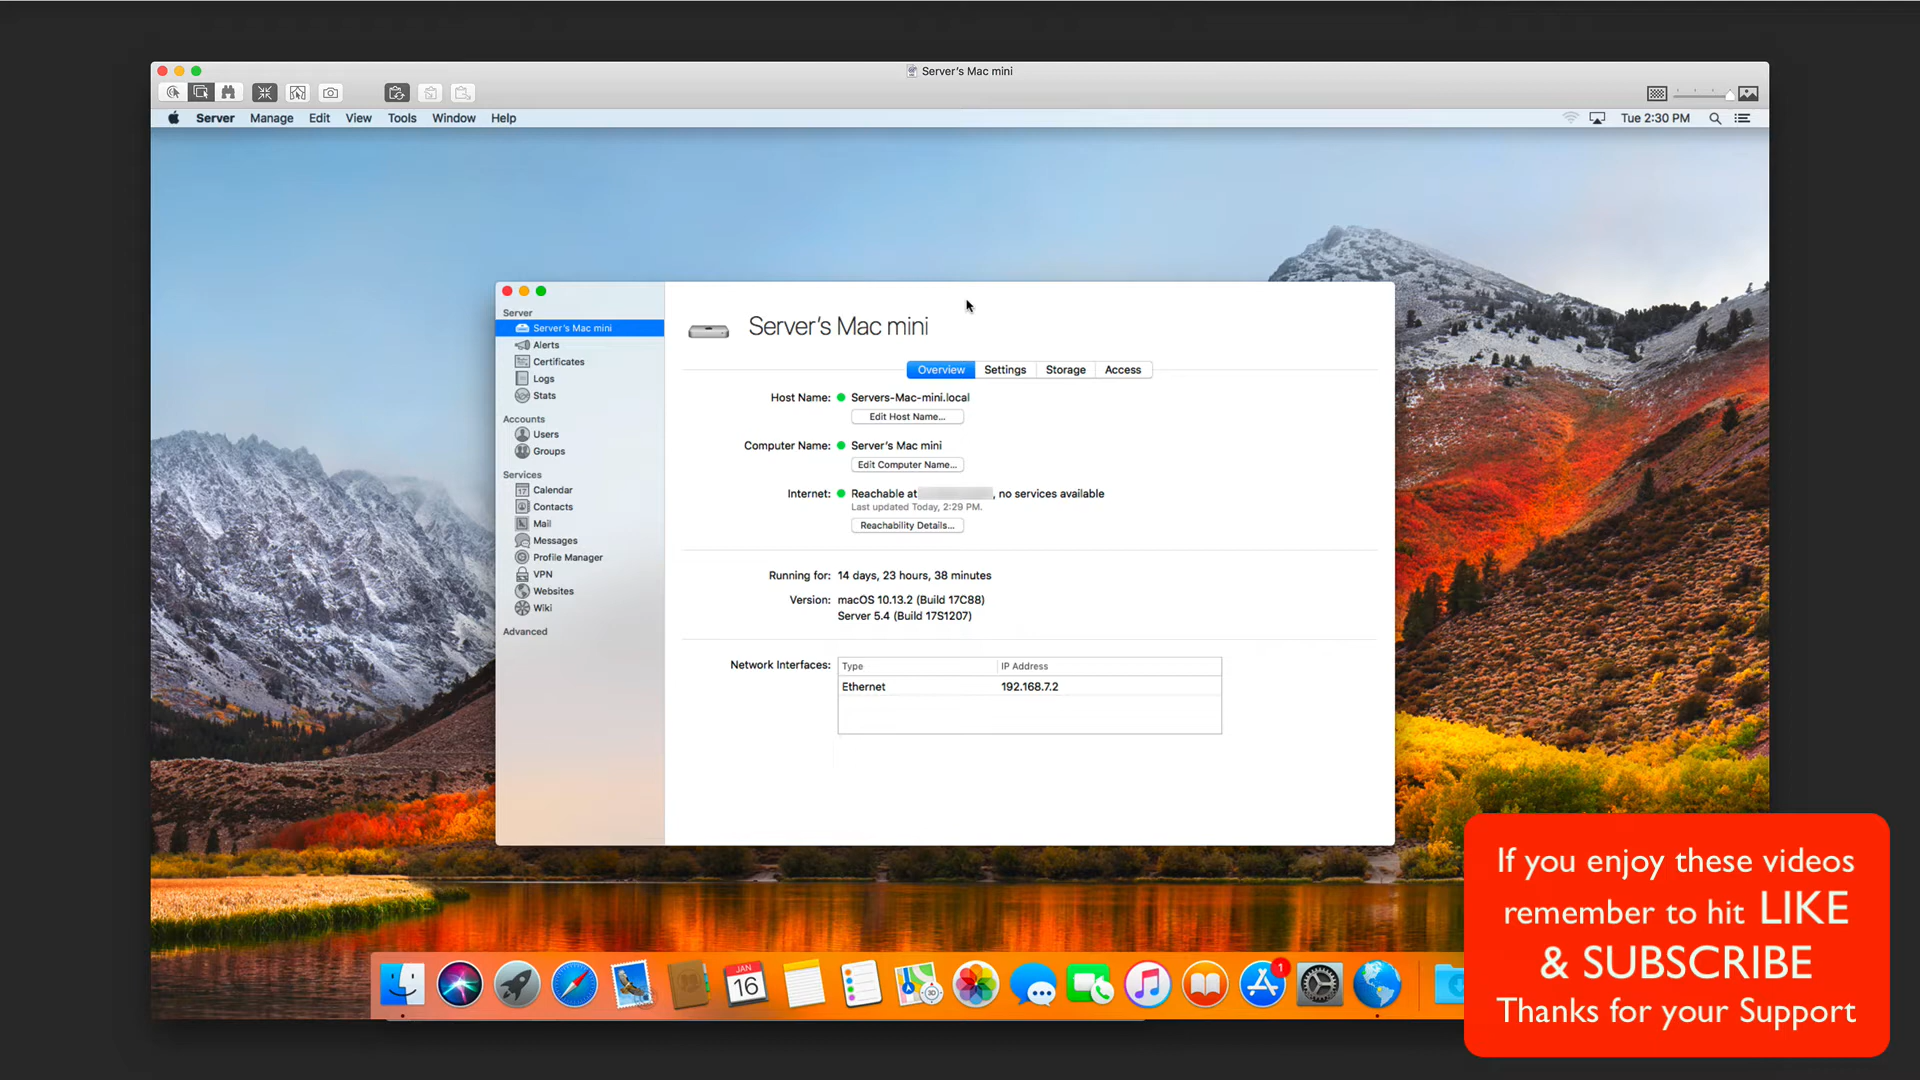 Server's Mac mini
Server Manage Edit View Tools Window Help
Tue 2:30 PM
Server
Server's Mac mini
Alerts
Certificates
Logs
Stats
Accounts
Users
Groups
Services
17 Calendar
Contacts
Mail
Messages
Profile Manager
VPN
Websites
Wiki
Advanced
Server's Mac mini
Overview Settings Storage Access
Host Name: Servers-Mac-mini.local
Edit Host Name...
Computer Name: Server's Mac mini
Edit Computer Name...
Internet: Reachable at , no services available
Last updated Today, 2:29 PM.
Reachability Details...
Running for: 14 days, 23 hours, 38 minutes
Version: macOS 10.13.2 (Build 17C88)
Server 5.4 (Build 17S1207)
Network Interfaces: Type IP Address
Ethernet 192.168.7.2
JAN
16
3D
1
If you enjoy these videos
remember to hit LIKE
& SUBSCRIBE
Thanks for your Support